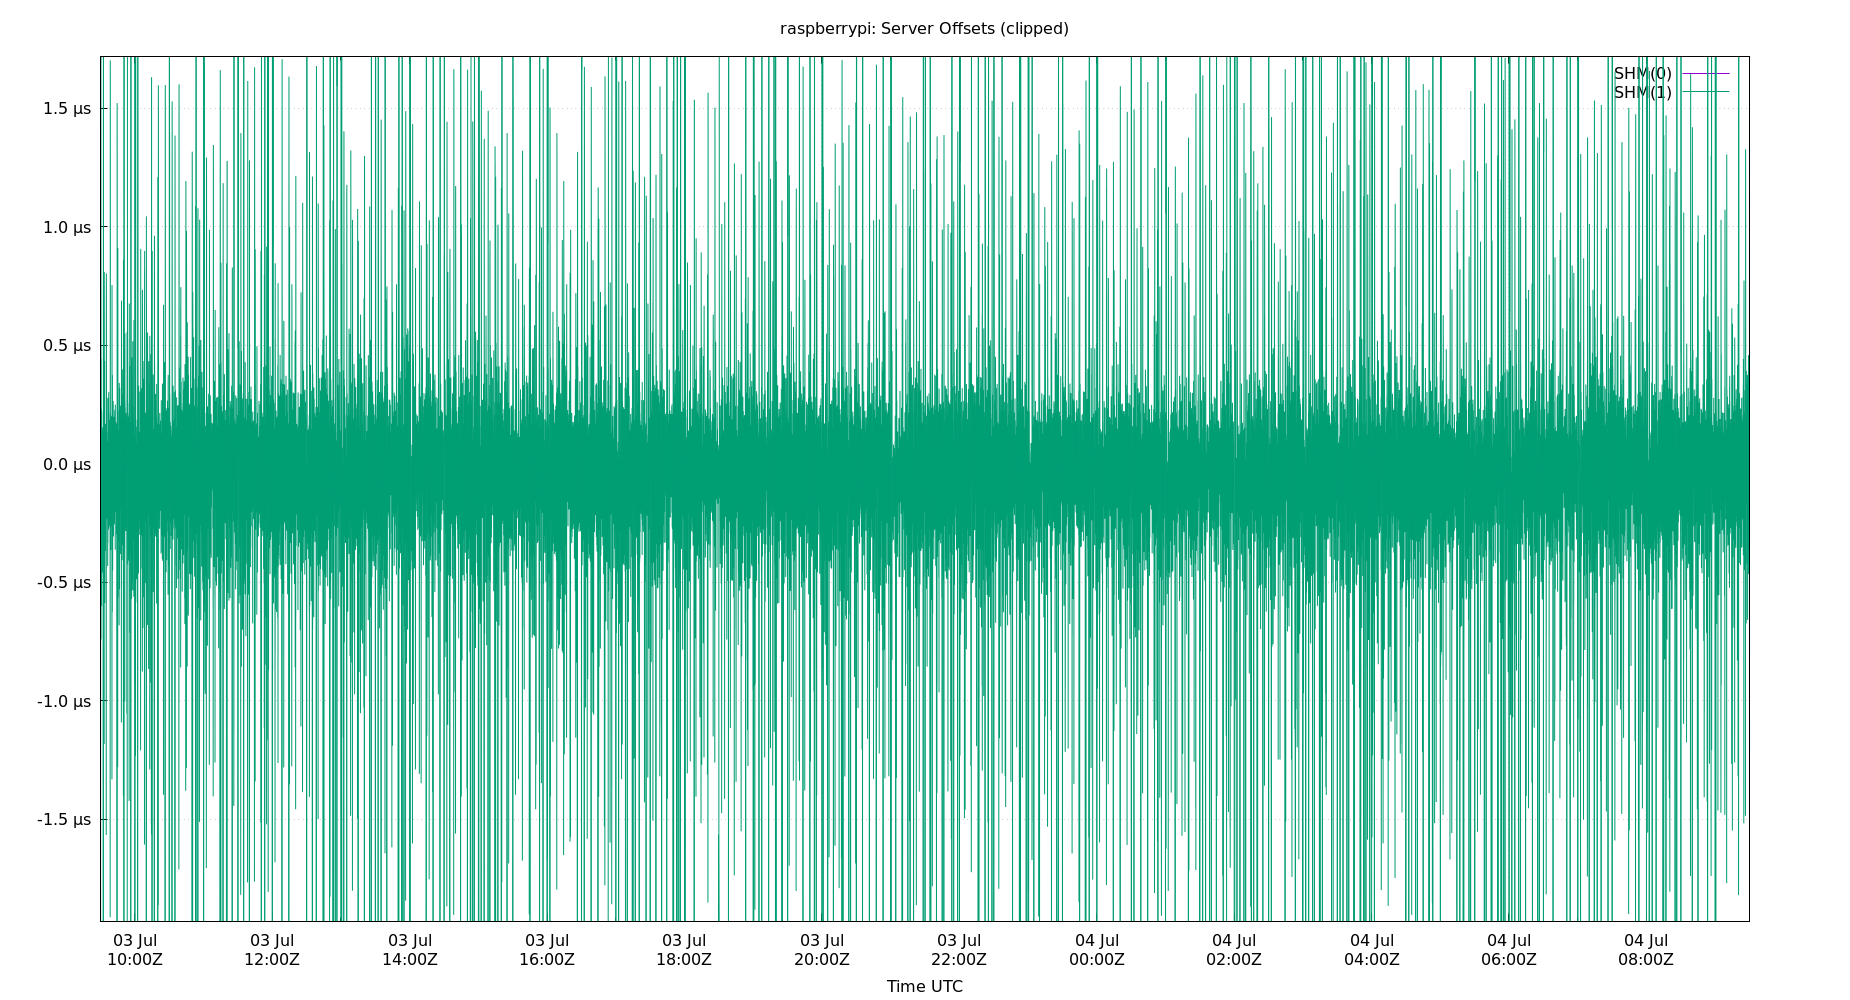 raspberrypi: Server Offsets (clipped)
SHM(0)
SHM(1)
1.5 µs
1.0 µs
0.5 µs
0.0 µs
-0.5 µs
-1.0 µs
-1.5 µs
03 Jul 03 Jul 03 Jul 03 Jul 03 Jul 03 Jul 03 Jul 04 Jul 04 Jul 04 Jul 04 Jul 04 Jul
10:00Z 12:00Z 14:00Z 16:00Z 18:00Z 20:00Z 22:00Z 00:00Z 02:00Z 04:00Z 06:00Z 08:00Z
Time UTC